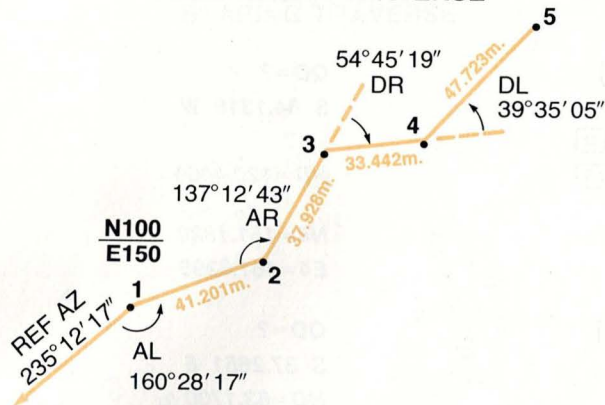 5
54°45'19"
DR
47.723m.
DL
39°35'05"
3
4
33.442m.
137°12'43"
AR
37.928m.
N100
E150
1
2
41.201m.
REF AZ
235°12'17"
AL
160°28'17"